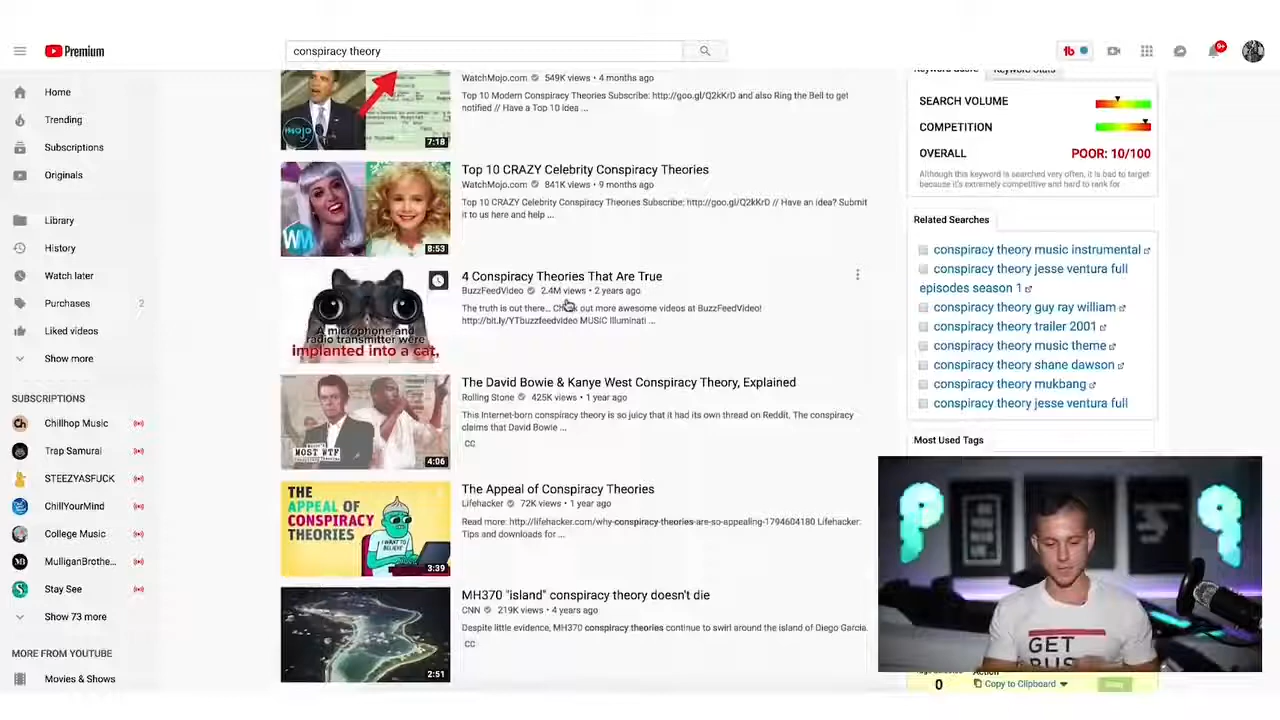 Premium
conspiracy theory
tb
9+
Home
Trending
Subscriptions
Originals
Library
History
Watch later
Purchases 2
Liked videos
Show more
SUBSCRIPTIONS
Chillhop Music
Trap Samurai
STEEZYASFUCK
ChillYourMind
College Music
MulliganBrothe...
Stay See
Show 73 more
MORE FROM YOUTUBE
Movies & Shows
WatchMojo.com 549K views • 4 months ago
Top 10 Modern Conspiracy Theories Subscribe: http://goo.gl/Q2kKrD and also Ring the Bell to get
notified // Have a Top 10 idea ...
MOJO
7:18
Top 10 CRAZY Celebrity Conspiracy Theories
WatchMojo.com 841K views • 9 months ago
Top 10 CRAZY Celebrity Conspiracy Theories Subscribe: http://goo.gl/Q2kKrD // Have an idea? Submit
it to us here and help ...
WM
8:53
4 Conspiracy Theories That Are True
BuzzFeedVideo 2.4M views • 2 years ago
The truth is out there... Check out more awesome videos at BuzzFeedVideo!
http://bit.ly/YTbuzzfeedvideo MUSIC Illuminati ...
A microphone and
radio transmitter were
implanted into a cat,
The David Bowie & Kanye West Conspiracy Theory, Explained
Rolling Stone 425K views • 1 year ago
This Internet-born conspiracy theory is so juicy that it had its own thread on Reddit. The conspiracy
claims that David Bowie ...
CC
MOST WTF
4:06
The Appeal of Conspiracy Theories
Lifehacker 72K views • 1 year ago
Read more: http://lifehacker.com/why-conspiracy-theories-are-so-appealing-1794604180 Lifehacker:
Tips and downloads for ...
THE
APPEAL OF
CONSPIRACY
THEORIES
I WANT TO
BELIEVE
3:39
MH370 "island" conspiracy theory doesn't die
CNN 219K views • 4 years ago
Despite little evidence, MH370 conspiracy theories continue to swirl around the island of Diego Garcia.
CC
2:51
Keyword Score Keyword Stats
SEARCH VOLUME
COMPETITION
OVERALL POOR: 10/100
Although this keyword is searched very often, it is bad to target
because it's extremely competitive and hard to rank for
Related Searches
conspiracy theory music instrumental
conspiracy theory jesse ventura full
episodes season 1
conspiracy theory guy ray william
conspiracy theory trailer 2001
conspiracy theory music theme
conspiracy theory shane dawson
conspiracy theory mukbang
conspiracy theory jesse ventura full
Most Used Tags
GET
BUS
0
Copy to Clipboard